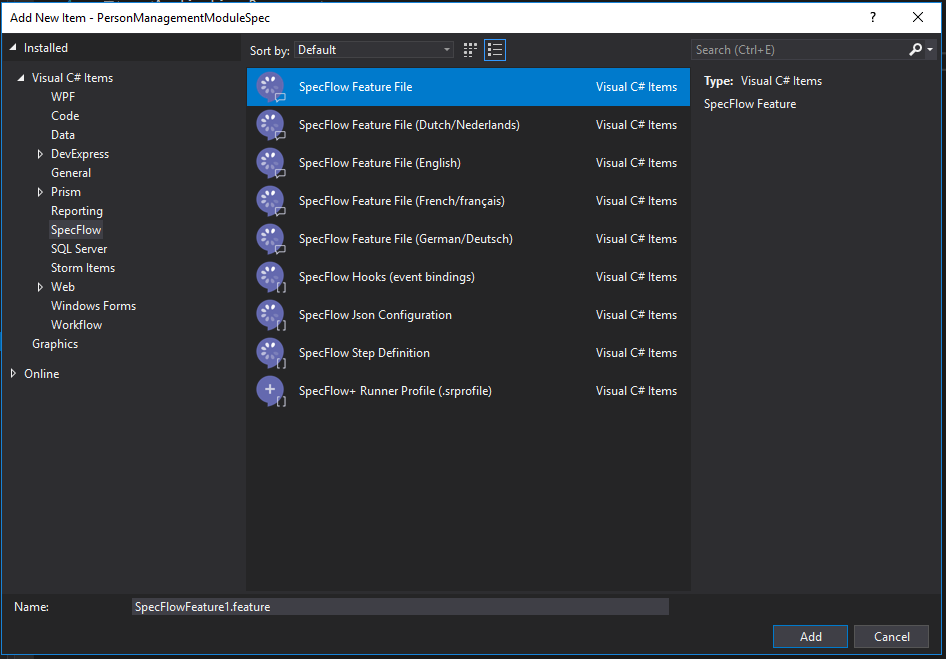 Add New Item - PersonManagementModuleSpec
?
Installed
Sort by: Default
Search (Ctrl+E)
Visual C# Items
WPF
Code
Data
DevExpress
General
Prism
Reporting
SpecFlow
SQL Server
Storm Items
Web
Windows Forms
Workflow
Graphics
Online
SpecFlow Feature File Visual C# Items
SpecFlow Feature File (Dutch/Nederlands) Visual C# Items
SpecFlow Feature File (English) Visual C# Items
SpecFlow Feature File (French/français) Visual C# Items
SpecFlow Feature File (German/Deutsch) Visual C# Items
SpecFlow Hooks (event bindings) Visual C# Items
SpecFlow Json Configuration Visual C# Items
SpecFlow Step Definition Visual C# Items
SpecFlow+ Runner Profile (.srprofile) Visual C# Items
Type: Visual C# Items
SpecFlow Feature
Name: SpecFlowFeature1.feature
Add Cancel